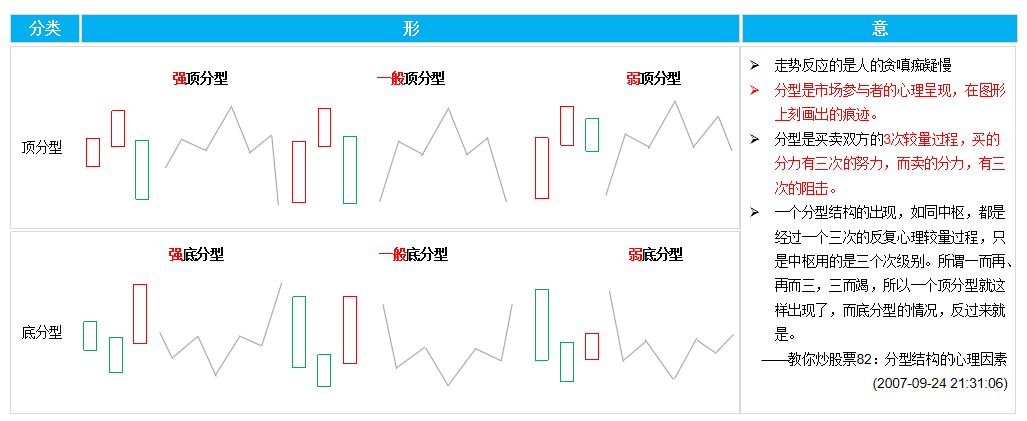 分类 形 意
强顶分型 一般顶分型 弱顶分型
顶分型
强底分型 一般底分型 弱底分型
底分型
走势反应的是人的贪嗔痴疑慢
分型是市场参与者的心理呈现，在图形
上刻画出的痕迹。
分型是买卖双方的3次较量过程，买的
分力有三次的努力，而卖的分力，有三
次的阻击。
一个分型结构的出现，如同中枢，都是
经过一个三次的反复心理较量过程，只
是中枢用的是三个次级别。所谓一而再、
再而三，三而竭，所以一个顶分型就这
样出现了，而底分型的情况，反过来就
是。
——教你炒股票82：分型结构的心理因素
(2007-09-24 21:31:06)